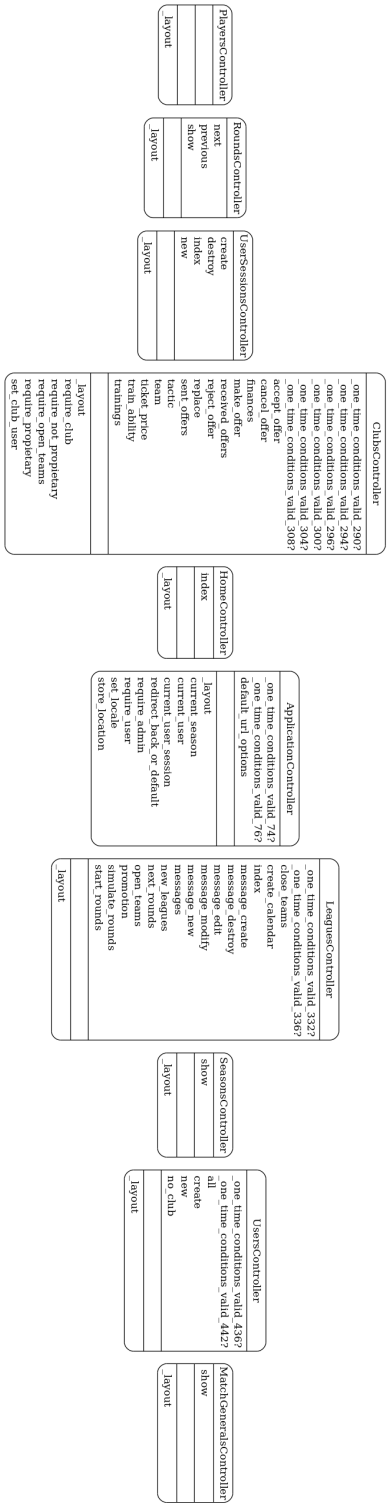 PlayersController
_layout
RoundsController
next
previous
show
_layout
UserSessionsController
create
destroy
index
new
_layout
ClubsController
_one_time_conditions_valid_290?
_one_time_conditions_valid_294?
_one_time_conditions_valid_296?
_one_time_conditions_valid_300?
_one_time_conditions_valid_304?
_one_time_conditions_valid_308?
accept_offer
cancel_offer
finances
make_offer
received_offers
reject_offer
replace
sent_offers
tactic
team
ticket_price
train_ability
trainings
_layout
require_club
require_not_propietary
require_open_teams
require_propietary
set_club_user
HomeController
index
_layout
ApplicationController
_one_time_conditions_valid_74?
_one_time_conditions_valid_76?
default_url_options
_layout
current_season
current_user
current_user_session
redirect_back_or_default
require_admin
require_user
set_locale
store_location
LeaguesController
_one_time_conditions_valid_332?
_one_time_conditions_valid_336?
close_teams
create_calendar
index
message_create
message_destroy
message_edit
message_modify
message_new
messages
new_leagues
next_rounds
open_teams
promotion
simulate_rounds
start_rounds
_layout
SeasonsController
show
_layout
UsersController
_one_time_conditions_valid_436?
_one_time_conditions_valid_442?
all
create
new
no_club
_layout
MatchGeneralsController
show
_layout